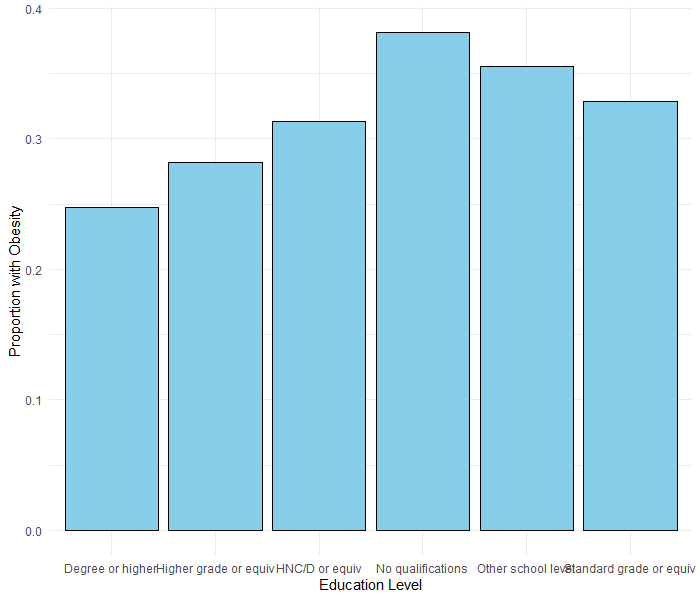 0.4
0.3
0.2
0.1
0.0
Proportion with Obesity
Degree or higher
Higher grade or equiv
HNC/D or equiv
No qualifications
Other school level
Standard grade or equiv
Education Level